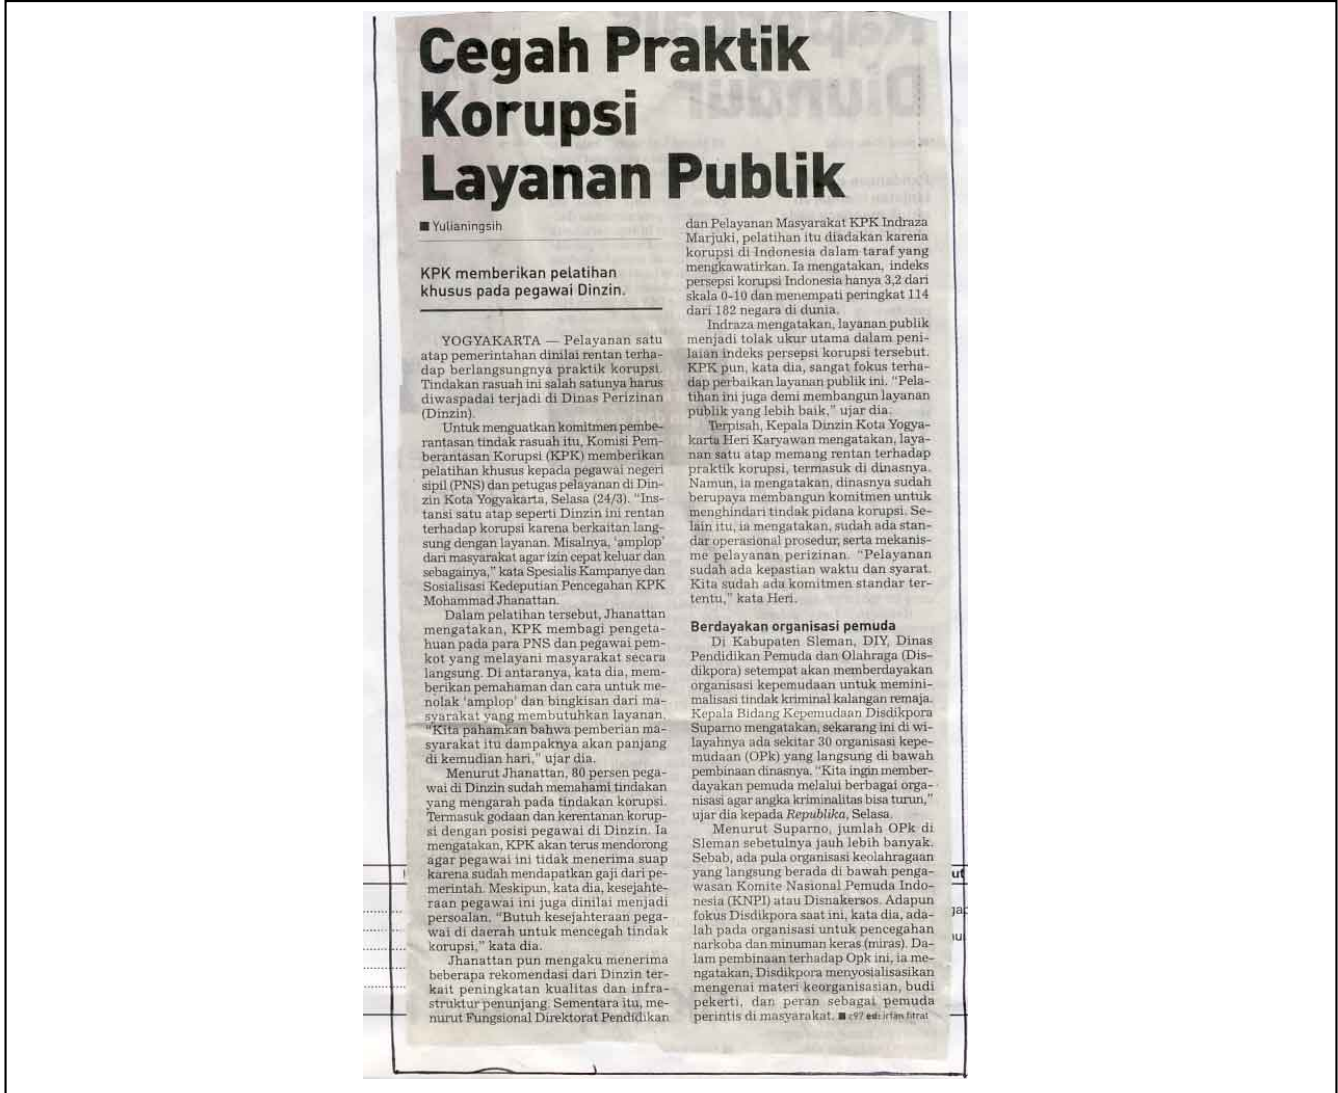 Cegah Praktik
Korupsi
Layanan Publik
■ Yulianingsih
KPK memberikan pelatihan
khusus pada pegawai Dinzin.
YOGYAKARTA — Pelayanan satu
atap pemerintahan dinilai rentan terha-
dap berlangsungnya praktik korupsi.
Tindakan rasuah ini salah satunya harus
diwaspadai terjadi di Dinas Perizinan
(Dinzin).
Untuk menguatkan komitmen pembe-
rantasan tindak rasuah itu, Komisi Pem-
berantasan Korupsi (KPK) memberikan
pelatihan khusus kepada pegawai negeri
sipil (PNS) dan petugas pelayanan di Din-
zin Kota Yogyakarta, Selasa (24/3). “Ins-
tansi satu atap seperti Dinzin ini rentan
terhadap korupsi karena berkaitan lang-
sung dengan layanan. Misalnya, ‘amplop’
dari masyarakat agar izin cepat keluar dan
sebagainya,” kata Spesialis Kampanye dan
Sosialisasi Kedeputian Pencegahan KPK
Mohammad Jhanattan.
Dalam pelatihan tersebut, Jhanattan
mengatakan, KPK membagi pengeta-
huan pada para PNS dan pegawai pem-
kot yang melayani masyarakat secara
langsung. Di antaranya, kata dia, mem-
berikan pemahaman dan cara untuk me-
nolak ‘amplop’ dan bingkisan dari ma-
syarakat yang membutuhkan layanan.
“Kita pahamkan bahwa pemberian ma-
syarakat itu dampaknya akan panjang
di kemudian hari,” ujar dia.
Menurut Jhanattan, 80 persen pega-
wai di Dinzin sudah memahami tindakan
yang mengarah pada tindakan korupsi.
Termasuk godaan dan kerentanan korup-
si dengan posisi pegawai di Dinzin. Ia
mengatakan, KPK akan terus mendorong
agar pegawai ini tidak menerima suap
karena sudah mendapatkan gaji dari pe-
merintah. Meskipun, kata dia, kesejahte-
raan pegawai ini juga dinilai menjadi
persoalan. “Butuh kesejahteraan pega-
wai di daerah untuk mencegah tindak
korupsi,” kata dia.
Jhanattan pun mengaku menerima
beberapa rekomendasi dari Dinzin ter-
kait peningkatan kualitas dan infra-
struktur penunjang. Sementara itu, me-
nurut Fungsional Direktorat Pendidikan
dan Pelayanan Masyarakat KPK Indraza
Marjuki, pelatihan itu diadakan karena
korupsi di Indonesia dalam taraf yang
mengkawatirkan. Ia mengatakan, indeks
persepsi korupsi Indonesia hanya 3,2 dari
skala 0-10 dan menempati peringkat 114
dari 182 negara di dunia.
Indraza mengatakan, layanan publik
menjadi tolak ukur utama dalam peni-
laian indeks persepsi korupsi tersebut.
KPK pun, kata dia, sangat fokus terha-
dap perbaikan layanan publik ini. “Pela-
tihan ini juga demi membangun layanan
publik yang lebih baik,” ujar dia.
Terpisah, Kepala Dinzin Kota Yogya-
karta Heri Karyawan mengatakan, laya-
nan satu atap memang rentan terhadap
praktik korupsi, termasuk di dinasnya.
Namun, ia mengatakan, dinasnya sudah
berupaya membangun komitmen untuk
menghindari tindak pidana korupsi. Se-
lain itu, ia mengatakan, sudah ada stan-
dar operasional prosedur, serta mekanis-
me pelayanan perizinan. “Pelayanan
sudah ada kepastian waktu dan syarat.
Kita sudah ada komitmen standar ter-
tentu,” kata Heri.
Berdayakan organisasi pemuda
Di Kabupaten Sleman, DIY, Dinas
Pendidikan Pemuda dan Olahraga (Dis-
dikpora) setempat akan memberdayakan
organisasi kepemudaan untuk memini-
malisasi tindak kriminal kalangan remaja.
Kepala Bidang Kepemudaan Disdikpora
Suparno mengatakan, sekarang ini di wi-
layahnya ada sekitar 30 organisasi kepe-
mudaan (OPk) yang langsung di bawah
pembinaan dinasnya. “Kita ingin member-
dayakan pemuda melalui berbagai orga-
nisasi agar angka kriminalitas bisa turun,”
ujar dia kepada Republika, Selasa.
Menurut Suparno, jumlah OPk di
Sleman sebetulnya jauh lebih banyak.
Sebab, ada pula organisasi keolahragaan
yang langsung berada di bawah penga-
wasan Komite Nasional Pemuda Indo-
nesia (KNPI) atau Disnakersos. Adapun
fokus Disdikpora saat ini, kata dia, ada-
lah pada organisasi untuk pencegahan
narkoba dan minuman keras (miras). Da-
lam pembinaan terhadap Opk ini, ia me-
ngatakan, Disdikpora menyosialisasikan
mengenai materi keorganisasian, budi
pekerti, dan peran sebagai pemuda
perintis di masyarakat. ■ c97 ed: irfan fitrat